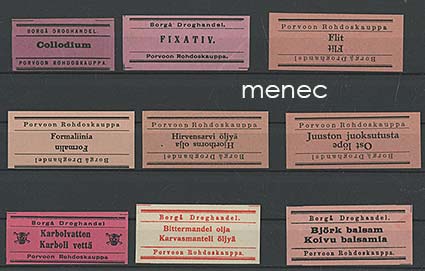 BORGÅ DROGHANDEL.
Collodium
PORVOON ROHDOSKAUPPA.
Borgå Droghandel.
FIXATIV.
Porvoon Rohdoskauppa.
Porvoon Rohdoskauppa
Flit
Flit
Borgå Droghandel
menec
Porvoon Rohdoskauppa
Formaliinia
Formalin
Borgå Droghandel
Porvoon Rohdoskauppa
Hirvensarvi öljyä
Hjorthorns olja
Borgå Droghandel
Porvoon Rohdoskauppa
Juuston juoksutusta
Ost löpe
Borgå Droghandel
Borgå Droghandel
Karbolvatten
Karboli vettä
Porvoon Rohdoskauppa
Borgå Droghandel.
Bittermandel olja
Karvasmanteli öljyä
Porvoon Rohdoskauppa.
Borgå Droghandel.
Björk balsam
Koivu balsamia
Porvoon Rohdoskauppa.